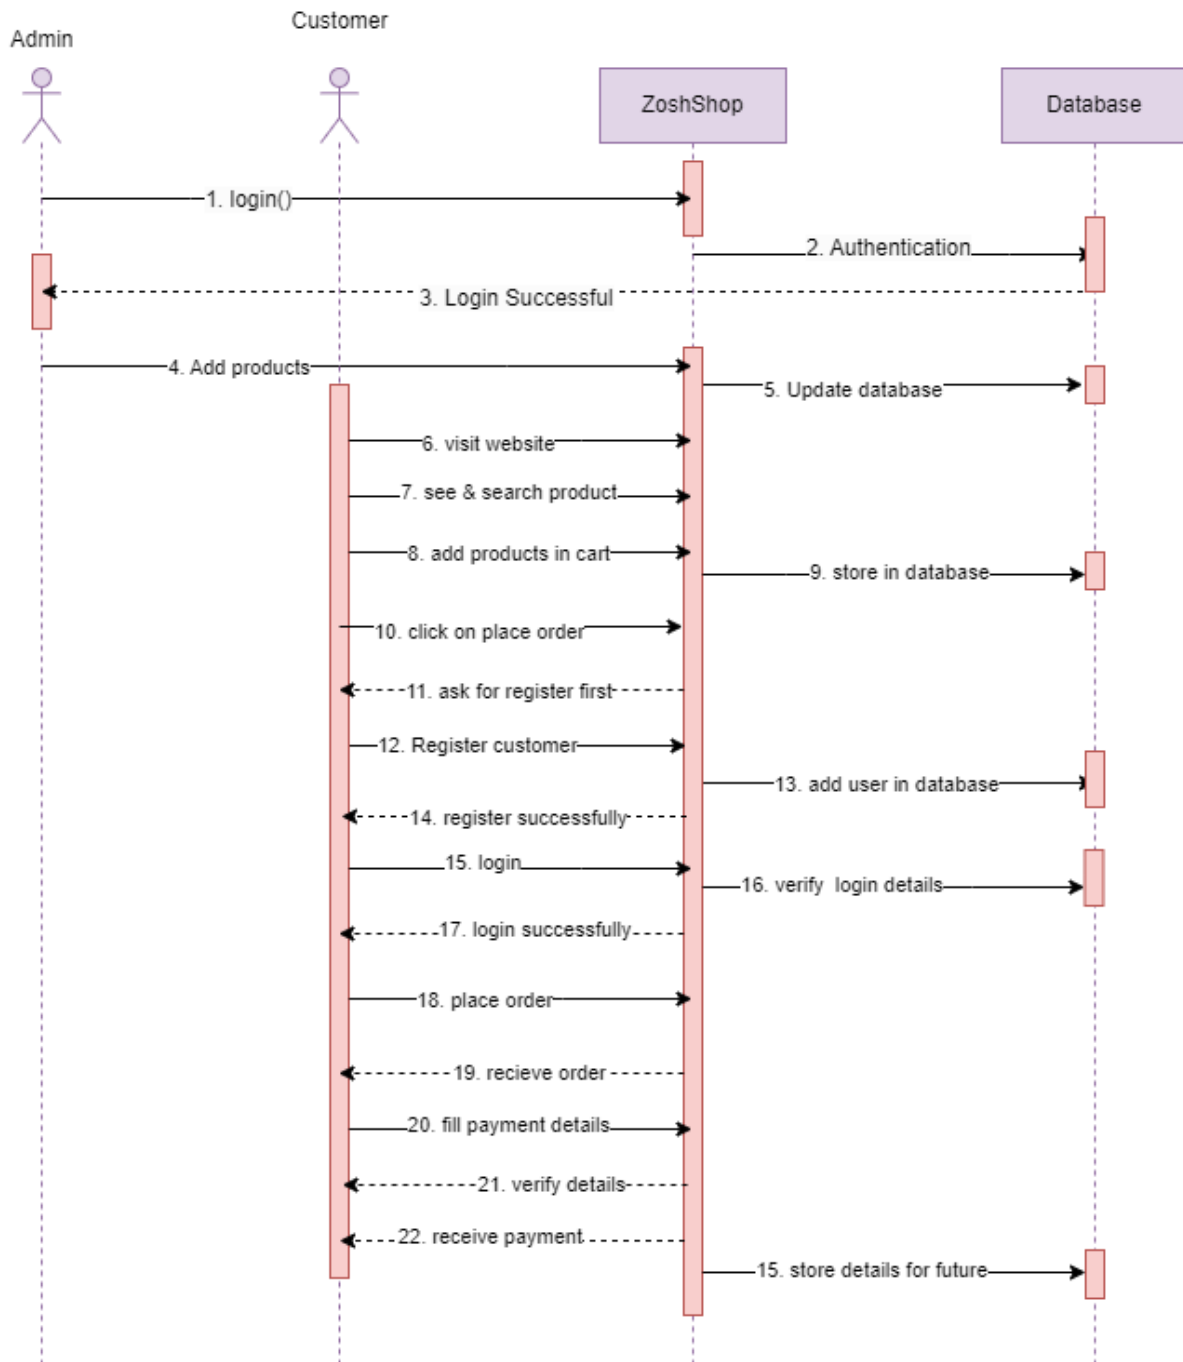 Admin
Customer
ZoshShop
Database
1. login()
2. Authentication
3. Login Successful
4. Add products
5. Update database
6. visit website
7. see & search product
8. add products in cart
9. store in database
10. click on place order
11. ask for register first
12. Register customer
13. add user in database
14. register successfully
15. login
16. verify  login details
17. login successfully
18. place order
19. recieve order
20. fill payment details
21. verify details
22. receive payment
15. store details for future